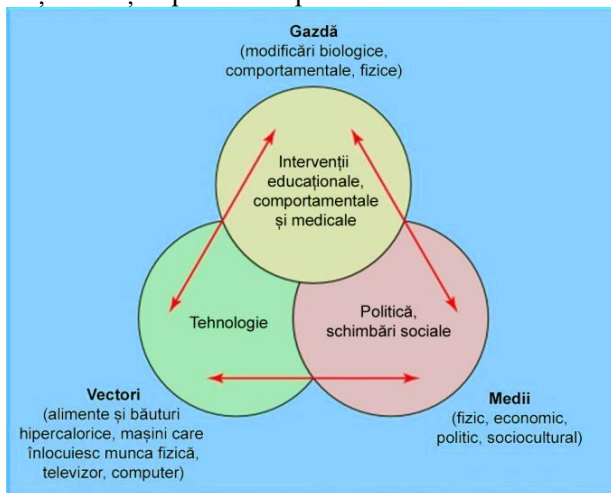 Gazdă
(modificări biologice,
comportamentale, fizice)
Intervenții
educaționale,
comportamentale
și medicale
Tehnologie
Politică,
schimbări sociale
Vectori
(alimente și băuturi
hipercalorice, mașini care
înlocuiesc munca fizică,
televizor, computer)
Medii
(fizic, economic,
politic, sociocultural)